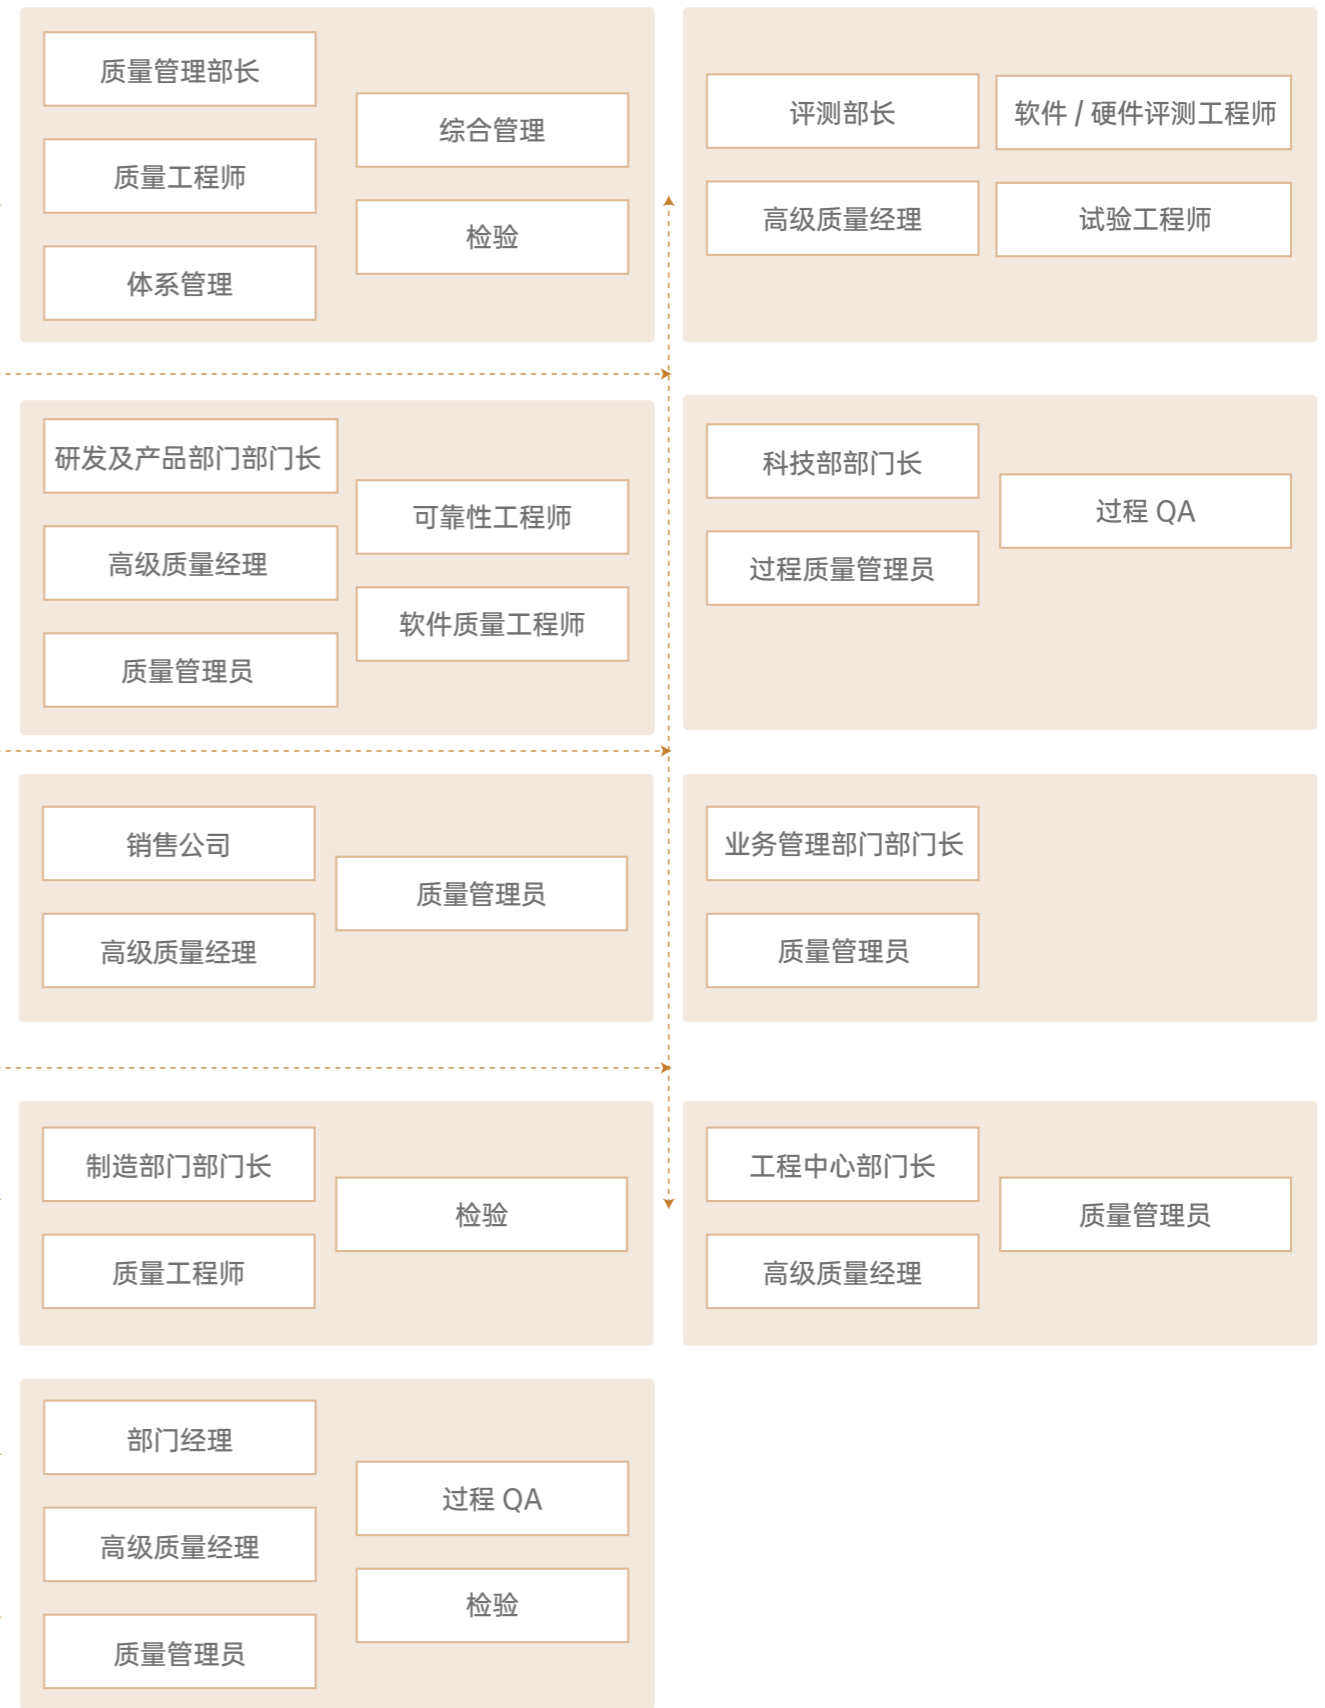 质量管理部长
质量工程师
体系管理
综合管理
检验
评测部长
高级质量经理
软件 / 硬件评测工程师
试验工程师
研发及产品部门部门长
高级质量经理
质量管理员
可靠性工程师
软件质量工程师
科技部部门长
过程质量管理员
过程 QA
销售公司
高级质量经理
质量管理员
业务管理部门部门长
质量管理员
制造部门部门长
质量工程师
检验
工程中心部门长
高级质量经理
质量管理员
部门经理
高级质量经理
质量管理员
过程 QA
检验